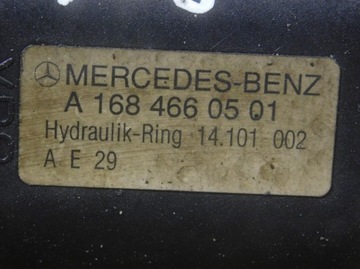 MERCEDES-BENZ
A 168 466 05 01
Hydraulik-Ring 14.101 002
A E 29